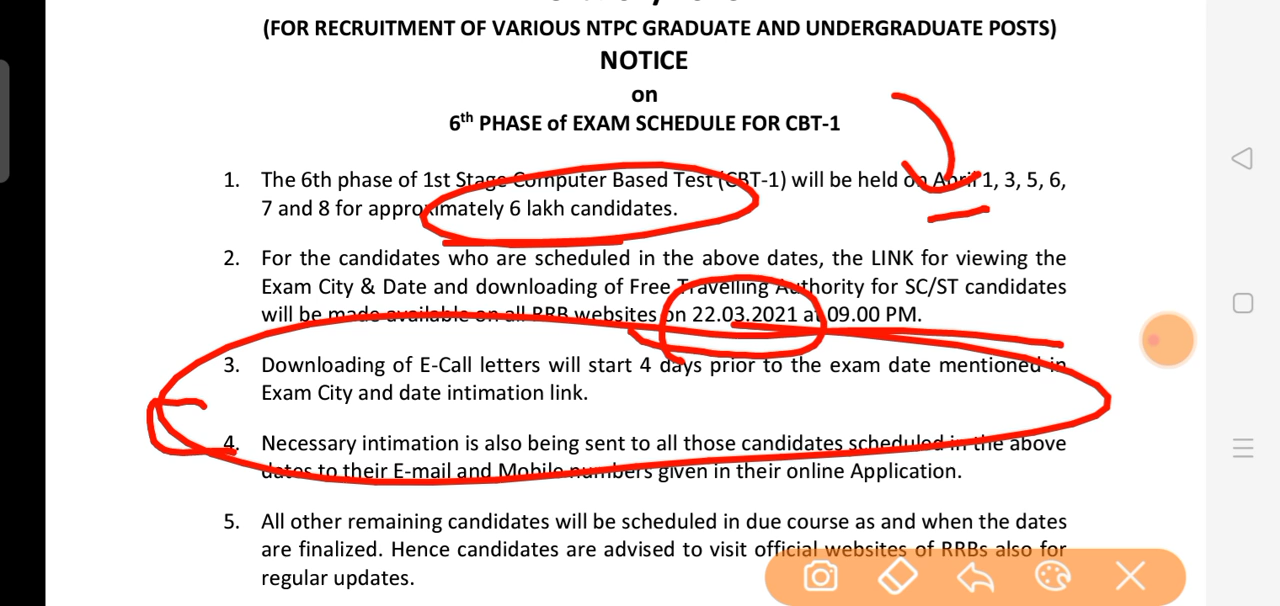 (FOR RECRUITMENT OF VARIOUS NTPC GRADUATE AND UNDERGRADUATE POSTS)
NOTICE
on
6th PHASE of EXAM SCHEDULE FOR CBT-1
1. The 6th phase of 1st Stage Computer Based Test (CBT-1) will be held on April 1, 3, 5, 6,
7 and 8 for approximately 6 lakh candidates.
2. For the candidates who are scheduled in the above dates, the LINK for viewing the
Exam City & Date and downloading of Free Travelling Authority for SC/ST candidates
will be made available on all RRB websites on 22.03.2021 at 09.00 PM.
3. Downloading of E-Call letters will start 4 days prior to the exam date mentioned in
Exam City and date intimation link.
4. Necessary intimation is also being sent to all those candidates scheduled in the above
dates to their E-mail and Mobile numbers given in their online Application.
5. All other remaining candidates will be scheduled in due course as and when the dates
are finalized. Hence candidates are advised to visit official websites of RRBs also for
regular updates.